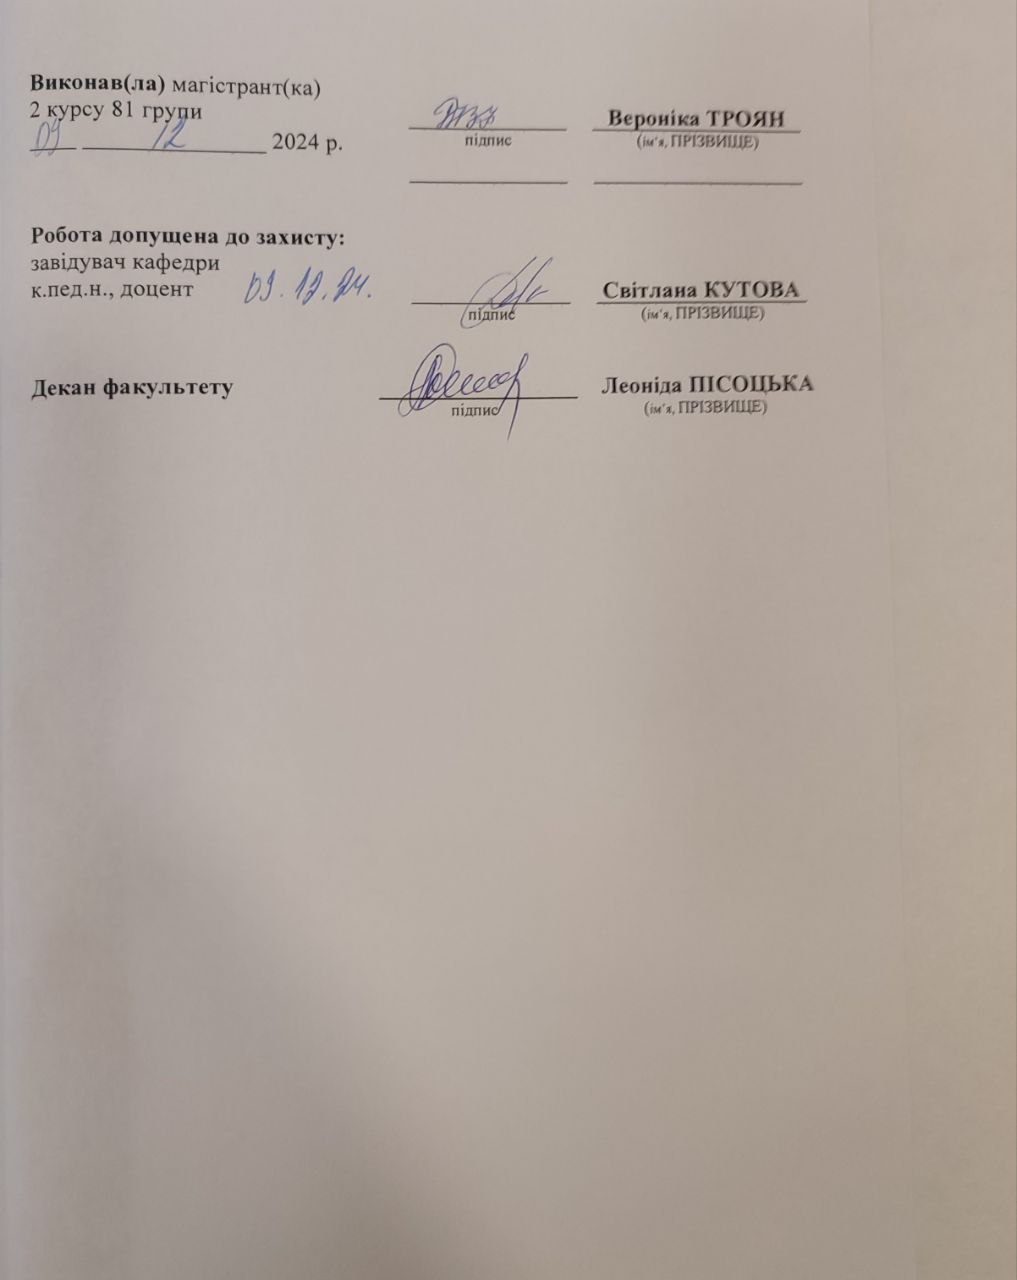 Виконав(ла) магістрант(ка)
2 курсу 81 групи
09 12 2024 р.
Вероніка ТРОЯН
підпис
(ім'я, ПРІЗВИЩЕ)
Робота допущена до захисту:
завідувач кафедри
к.пед.н., доцент 09.12.24.
Світлана КУТОВА
підпис
(ім'я, ПРІЗВИЩЕ)
Декан факультету
Леоніда ПІСОЦЬКА
підпис
(ім'я, ПРІЗВИЩЕ)